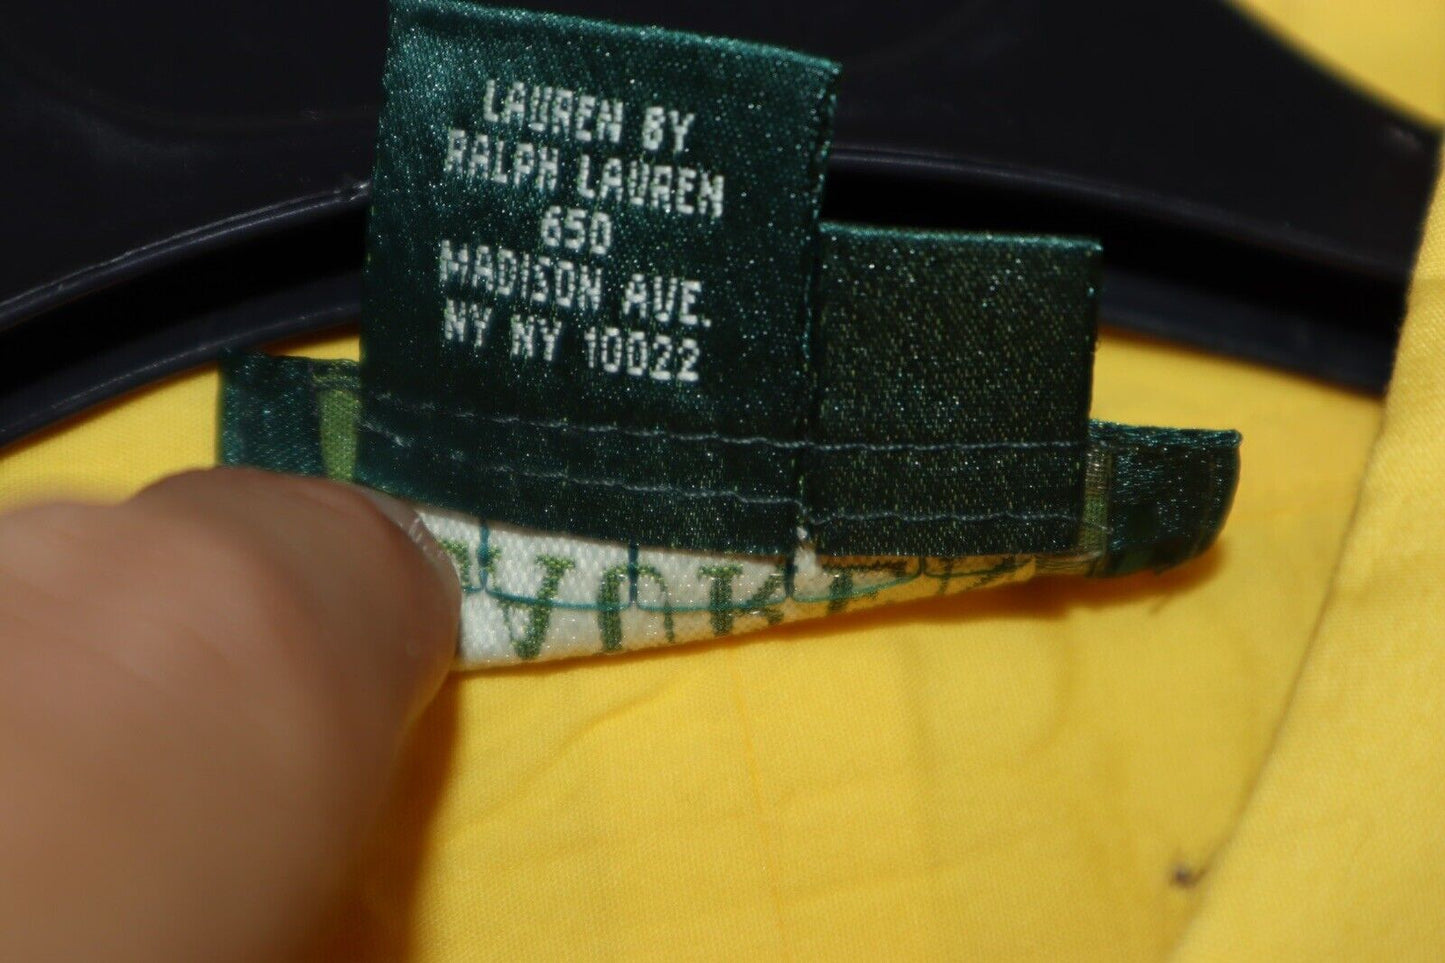 LAUREN BY
RALPH LAUREN
650
MADISON AVE.
NY NY 10022